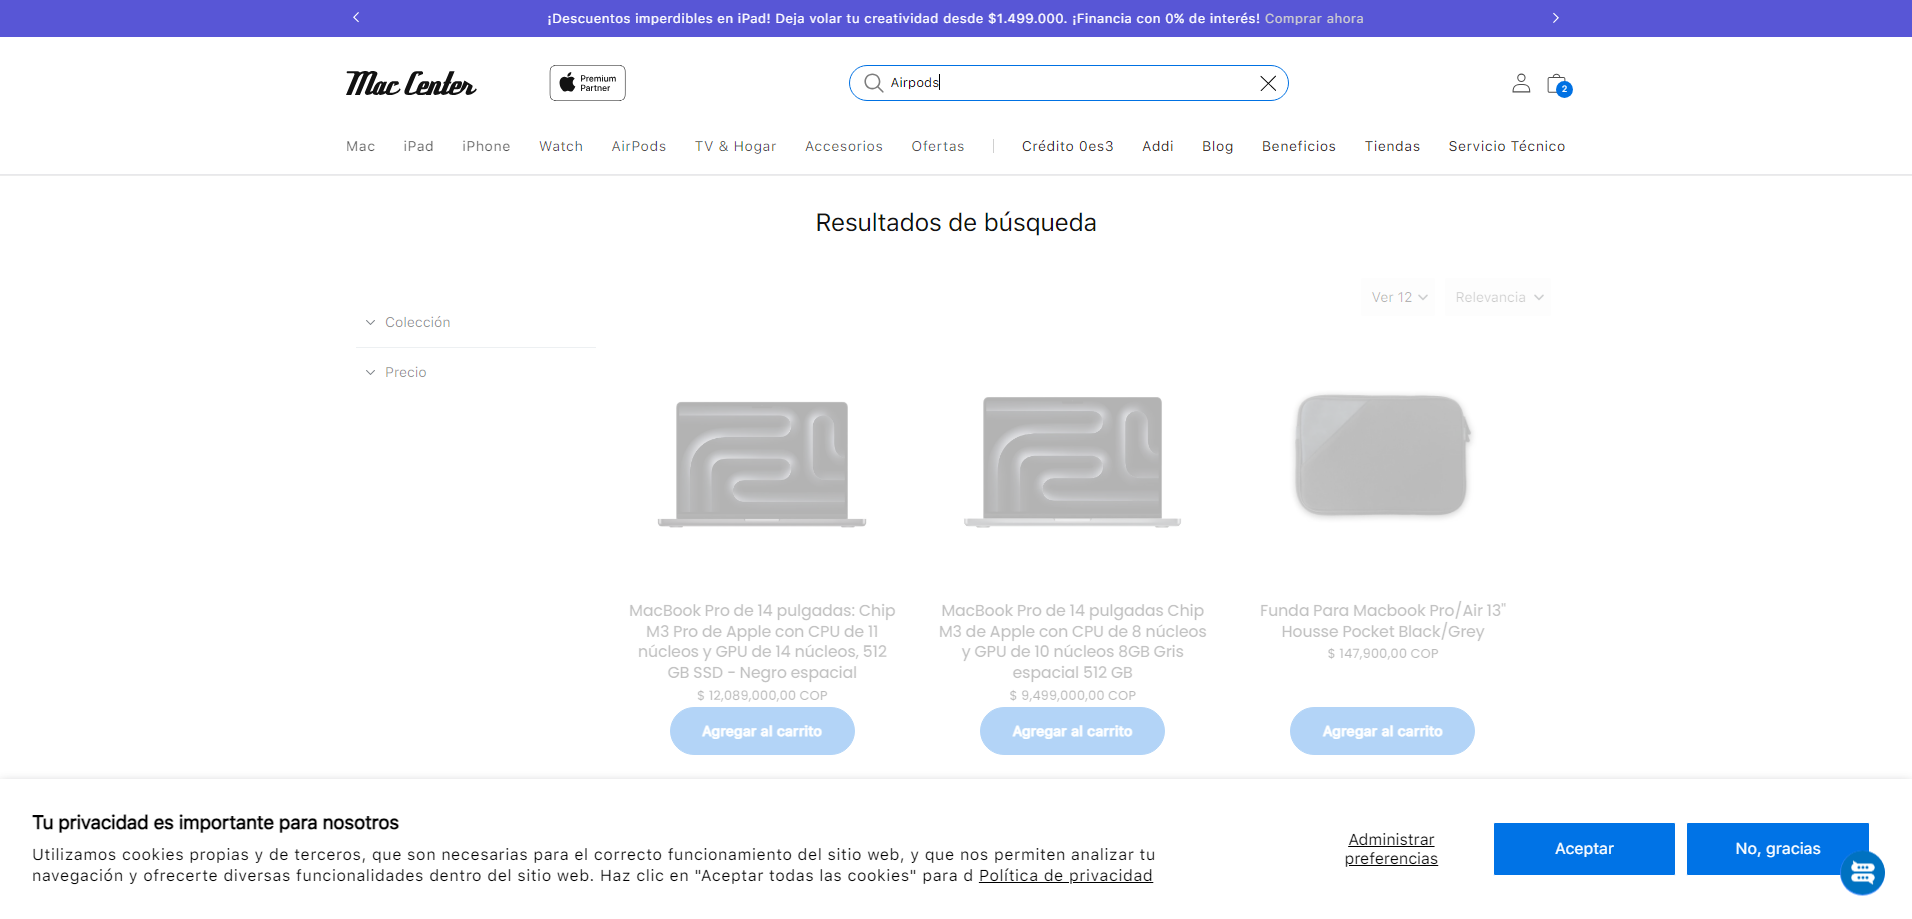 ¡Descuentos imperdibles en iPad! Deja volar tu creatividad desde $1.499.000. ¡Financia con 0% de interés! Comprar ahora
Mac Center
Premium
Partner
Airpods
2
Mac
iPad
iPhone
Watch
AirPods
TV & Hogar
Accesorios
Ofertas
Crédito 0es3
Addi
Blog
Beneficios
Tiendas
Servicio Técnico
Resultados de búsqueda
Ver 12
Relevancia
Colección
Precio
MacBook Pro de 14 pulgadas: Chip
M3 Pro de Apple con CPU de 11
núcleos y GPU de 14 núcleos, 512
GB SSD - Negro espacial
$ 12,089,000,00 COP
Agregar al carrito
MacBook Pro de 14 pulgadas Chip
M3 de Apple con CPU de 8 núcleos
y GPU de 10 núcleos 8GB Gris
espacial 512 GB
$ 9,499,000,00 COP
Agregar al carrito
Funda Para Macbook Pro/Air 13"
Housse Pocket Black/Grey
$ 147,900,00 COP
Agregar al carrito
Tu privacidad es importante para nosotros
Utilizamos cookies propias y de terceros, que son necesarias para el correcto funcionamiento del sitio web, y que nos permiten analizar tu
navegación y ofrecerte diversas funcionalidades dentro del sitio web. Haz clic en "Aceptar todas las cookies" para d Política de privacidad
Administrar
preferencias
Aceptar
No, gracias